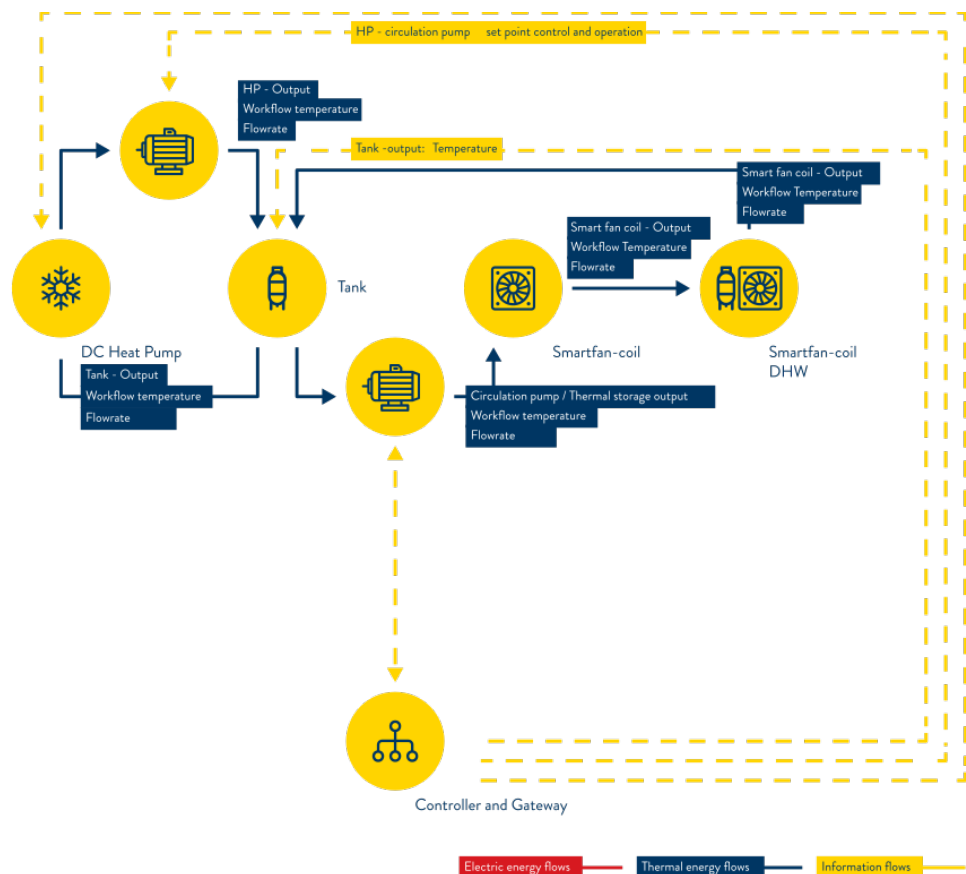 HP - circulation pump set point control and operation
HP - Output
Workflow temperature
Flowrate
Tank -output: Temperature
Smart fan coil - Output
Workflow Temperature
Flowrate
Smart fan coil - Output
Workflow Temperature
Flowrate
Tank
DC Heat Pump
Smartfan-coil
Smartfan-coil
DHW
Tank - Output
Workflow temperature
Flowrate
Circulation pump / Thermal storage output
Workflow temperature
Flowrate
Controller and Gateway
Electric energy flows
Thermal energy flows
Information flows